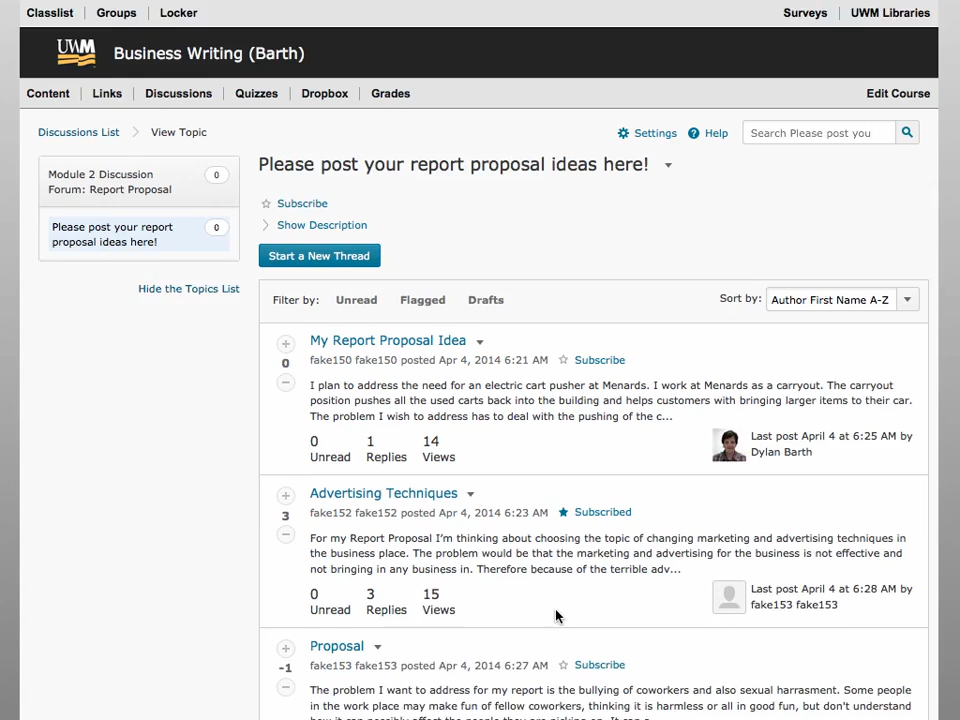 Classlist Groups Locker Surveys UWM Libraries
UWM Business Writing (Barth)
Content Links Discussions Quizzes Dropbox Grades Edit Course
Discussions List View Topic Settings Help Search Please post you
Module 2 Discussion
Forum: Report Proposal
0
Please post your report
proposal ideas here!
0
Hide the Topics List
Please post your report proposal ideas here!
Subscribe
Show Description
Start a New Thread
Filter by: Unread Flagged Drafts Sort by: Author First Name A-Z
My Report Proposal Idea
0
fake150 fake150 posted Apr 4, 2014 6:21 AM Subscribe
I plan to address the need for an electric cart pusher at Menards. I work at Menards as a carryout. The carryout
position pushes all the used carts back into the building and helps customers with bringing larger items to their car.
The problem I wish to address has to deal with the pushing of the c...
0 1 14
Unread Replies Views
Last post April 4 at 6:25 AM by
Dylan Barth
Advertising Techniques
3
fake152 fake152 posted Apr 4, 2014 6:23 AM Subscribed
For my Report Proposal I'm thinking about choosing the topic of changing marketing and advertising techniques in
the business place. The problem would be that the marketing and advertising for the business is not effective and
not bringing in any business in. Therefore because of the terrible adv...
0 3 15
Unread Replies Views
Last post April 4 at 6:28 AM by
fake153 fake153
Proposal
-1
fake153 fake153 posted Apr 4, 2014 6:27 AM Subscribe
The problem I want to address for my report is the bullying of coworkers and also sexual harrasment. Some people
in the work place may make fun of fellow coworkers, thinking it is harmless or all in good fun, but don't understand